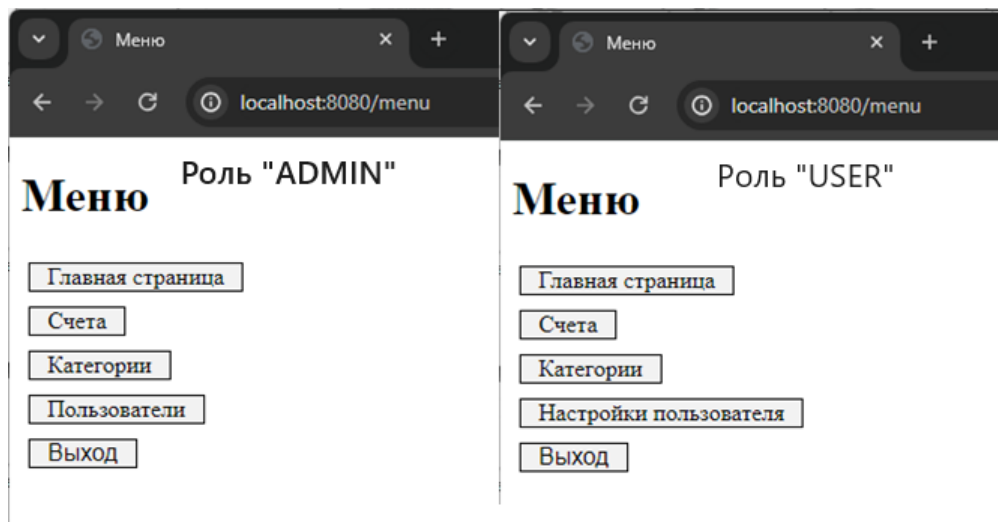 Меню
localhost:8080/menu
Роль "ADMIN"
Меню
Главная страница
Счета
Категории
Пользователи
Выход
Меню
localhost:8080/menu
Роль "USER"
Меню
Главная страница
Счета
Категории
Настройки пользователя
Выход